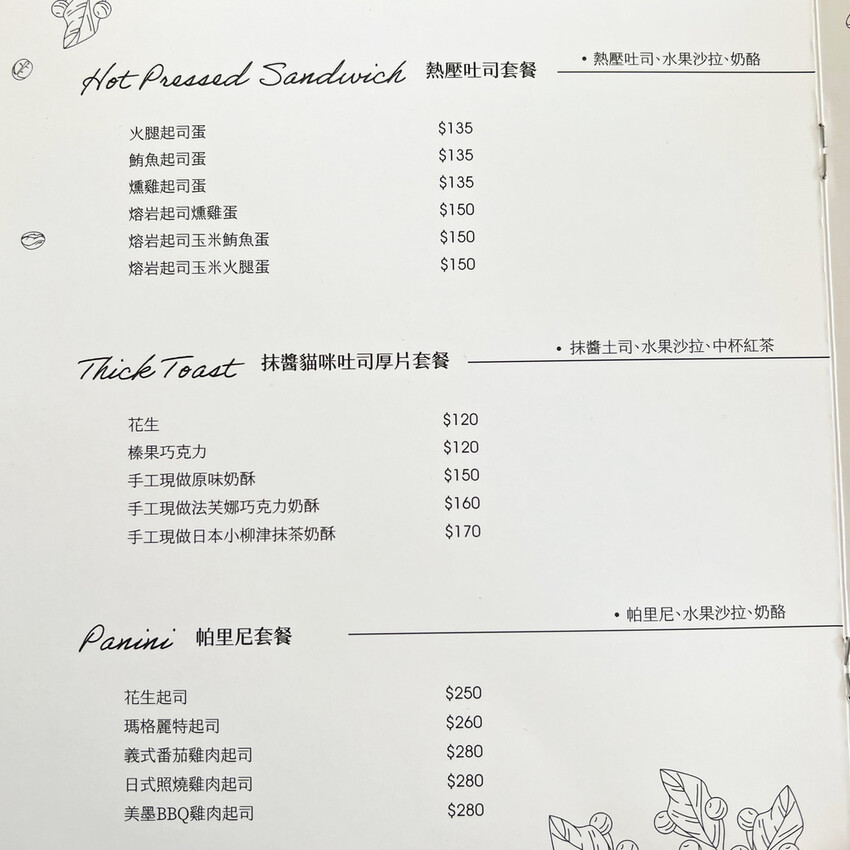 Hot Pressed Sandwich 熱壓吐司套餐 • 熱壓吐司、水果沙拉、奶酪
火腿起司蛋 $135
鮪魚起司蛋 $135
燻雞起司蛋 $135
熔岩起司燻雞蛋 $150
熔岩起司玉米鮪魚蛋 $150
熔岩起司玉米火腿蛋 $150
Thick Toast 抹醬貓咪吐司厚片套餐 • 抹醬土司、水果沙拉、中杯紅茶
花生 $120
榛果巧克力 $120
手工現做原味奶酥 $150
手工現做法芙娜巧克力奶酥 $160
手工現做日本小柳津抹茶奶酥 $170
Panini 帕里尼套餐 • 帕里尼、水果沙拉、奶酪
花生起司 $250
瑪格麗特起司 $260
義式番茄雞肉起司 $280
日式照燒雞肉起司 $280
美墨BBQ雞肉起司 $280